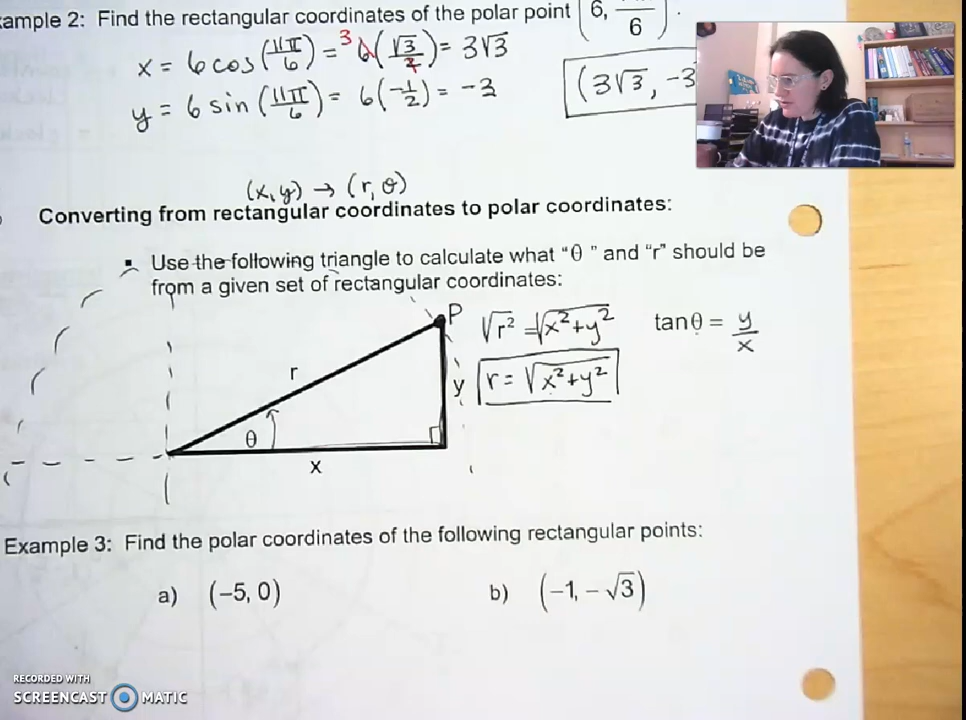 ample 2: Find the rectangular coordinates of the polar point (6, 6).
x = 6 cos (11π/6) = 3 6(√3/2) = 3√3
y = 6 sin (11π/6) = 6(-1/2) = -3
(3√3, -3
(x, y) → (r, θ)
Converting from rectangular coordinates to polar coordinates:
▪ Use the following triangle to calculate what "θ " and "r" should be
from a given set of rectangular coordinates:
P
√r² = √x²+y²
tanθ = y/x
r
r = √x²+y²
y
θ
x
Example 3: Find the polar coordinates of the following rectangular points:
a) (−5, 0)
b) (−1, −√3)
RECORDED WITH
SCREENCAST MATIC